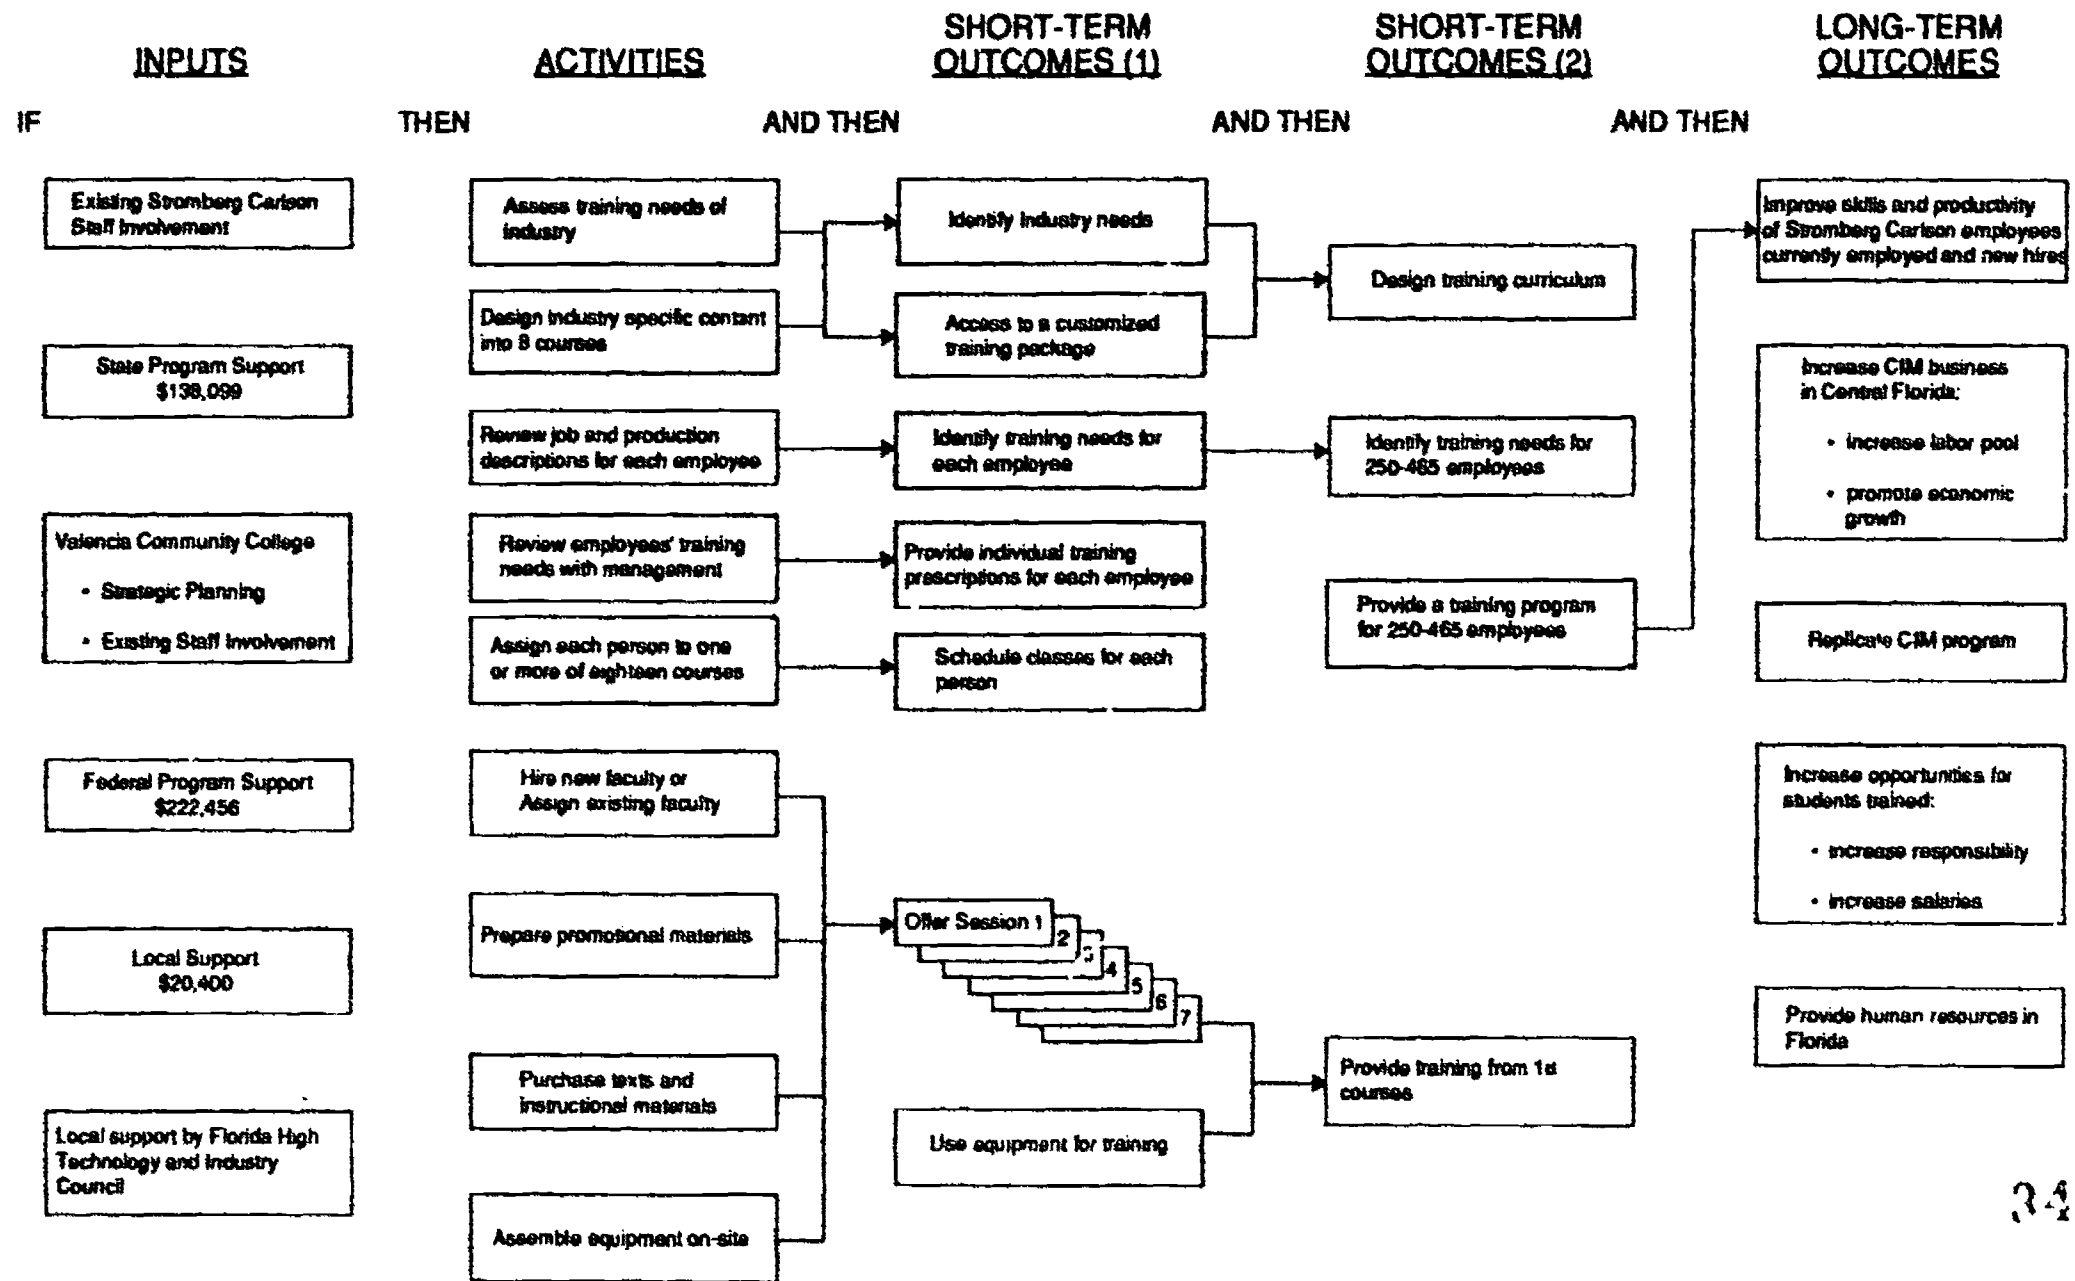 INPUTS
ACTIVITIES
SHORT-TERM
OUTCOMES (1)
SHORT-TERM
OUTCOMES (2)
LONG-TERM
OUTCOMES
IF
THEN
AND THEN
AND THEN
AND THEN
Existing Stromberg Carlson
Staff Involvement
State Program Support
$138,099
Valencia Community College
• Strategic Planning
• Existing Staff Involvement
Federal Program Support
$222,456
Local Support
$20,400
Local support by Florida High
Technology and Industry
Council
Assess training needs of
industry
Design industry specific content
into 8 courses
Review job and production
descriptions for each employee
Review employees' training
needs with management
Assign each person to one
or more of eighteen courses
Hire new faculty or
Assign existing faculty
Prepare promotional materials
Purchase texts and
instructional materials
Assemble equipment on-site
Identify Industry needs
Access to a customized
training package
Identify training needs for
each employee
Provide individual training
prescriptions for each employee
Schedule classes for each
person
Offer Session 1
2
3
4
5
6
7
Use equipment for training
Design training curriculum
Identify training needs for
250-465 employees
Provide a training program
for 250-465 employees
Provide training from
courses
Improve skills and productivity
of Stromberg Carlson employees
currently employed and new hires
Increase CIM business
in Central Florida:
• increase labor pool
• promote economic
growth
Replicate CIM program
Increase opportunities for
students trained:
• increase responsibility
• increase salaries
Provide human resources in
Florida
34